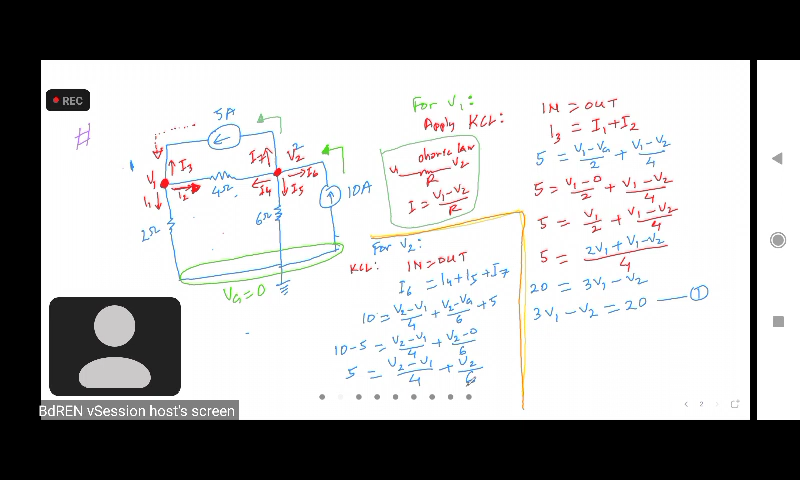 REC
#
5A
I3
I7
V2
I6
V1
I2
4Ω
I4
I5
10A
I1
2Ω
6Ω
VG = 0
For V1:
Apply KCL:
ohoms law
V1 V2
R
I = V1-V2/R
For V2:
KCL: IN = OUT
I6 = I4 + I5 + I7
10 = V2-V1/4 + V2-VG/6 + 5
10-5 = V2-V1/4 + V2-0/6
5 = V2-V1/4 + V2/6
IN = OUT
I3 = I1 + I2
5 = V1-VG/2 + V1-V2/4
5 = V1-0/2 + V1-V2/4
5 = V1/2 + V1-V2/4
5 = 2V1+V1-V2/4
20 = 3V1-V2
3V1-V2 = 20 — ①
BdREN vSession host's screen
2